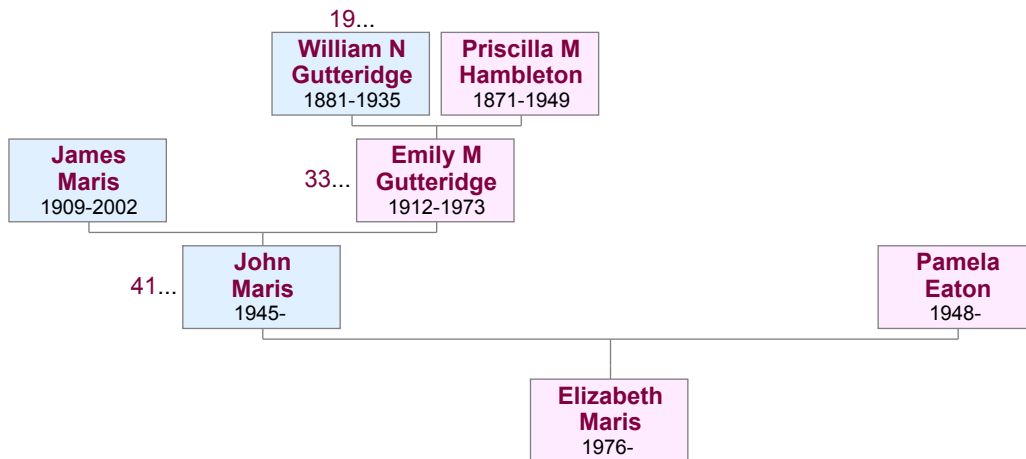 19...
William N
Gutteridge
1881-1935
Priscilla M
Hambleton
1871-1949
James
Maris
1909-2002
33...
Emily M
Gutteridge
1912-1973
41...
John
Maris
1945-
Pamela
Eaton
1948-
Elizabeth
Maris
1976-